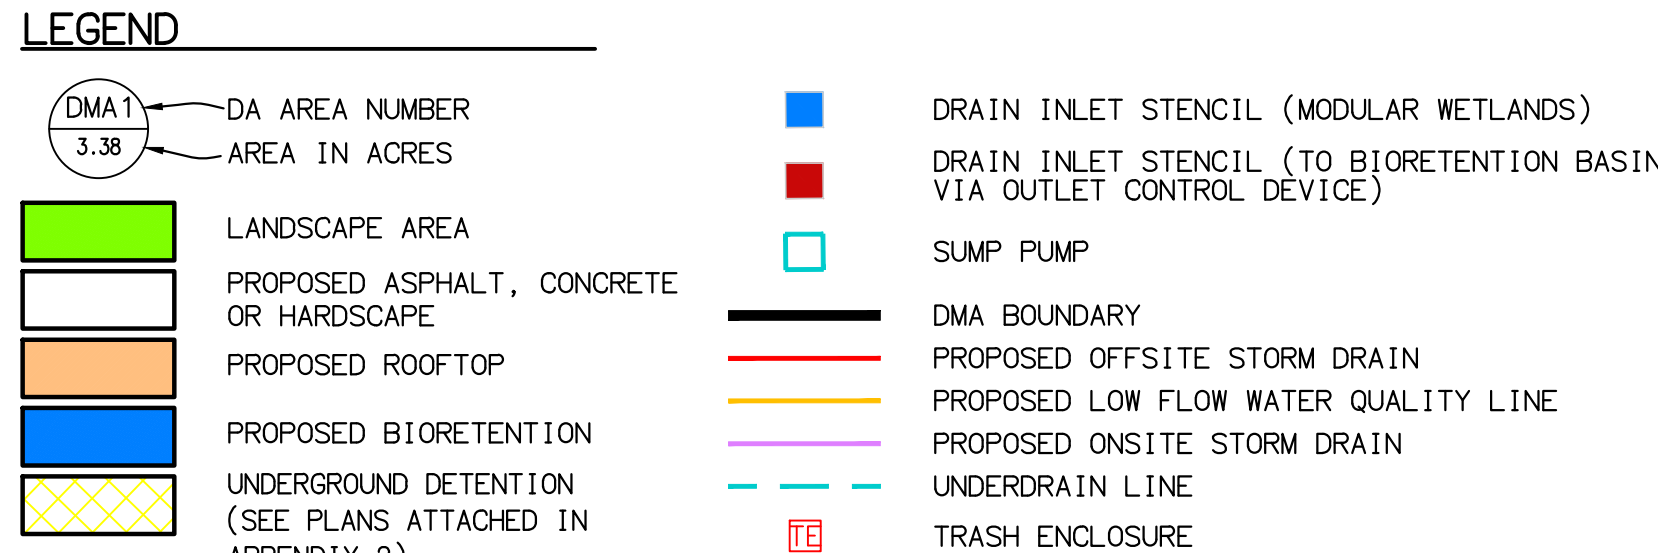 LEGEND
DMA 1
3.38
DA AREA NUMBER
AREA IN ACRES
LANDSCAPE AREA
PROPOSED ASPHALT, CONCRETE
OR HARDSCAPE
PROPOSED ROOFTOP
PROPOSED BIORETENTION
UNDERGROUND DETENTION
(SEE PLANS ATTACHED IN
DRAIN INLET STENCIL (MODULAR WETLANDS)
DRAIN INLET STENCIL (TO BIORETENTION BASIN
VIA OUTLET CONTROL DEVICE)
SUMP PUMP
DMA BOUNDARY
PROPOSED OFFSITE STORM DRAIN
PROPOSED LOW FLOW WATER QUALITY LINE
PROPOSED ONSITE STORM DRAIN
UNDERDRAIN LINE
TE
TRASH ENCLOSURE